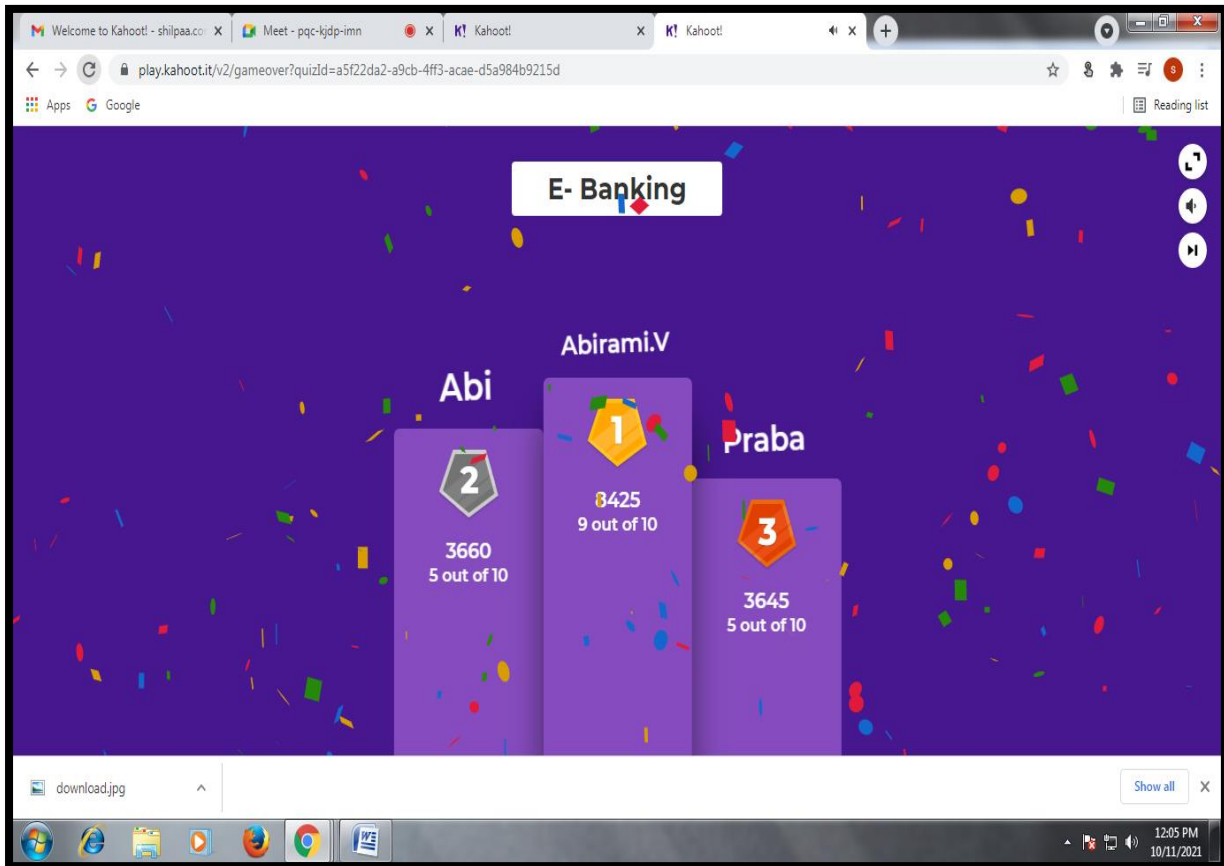 Welcome to Kahoot! - shilpaa.co
Meet - pqc-kjdp-imn
K! Kahoot!
K! Kahoot!
play.kahoot.it/v2/gameover?quizId=a5f22da2-a9cb-4ff3-acae-d5a984b9215d
S
Apps
Google
Reading list
E- Banking
Abirami.V
Abi
Praba
1
8425
9 out of 10
2
3660
5 out of 10
3
3645
5 out of 10
download.jpg
Show all
12:05 PM
10/11/2021